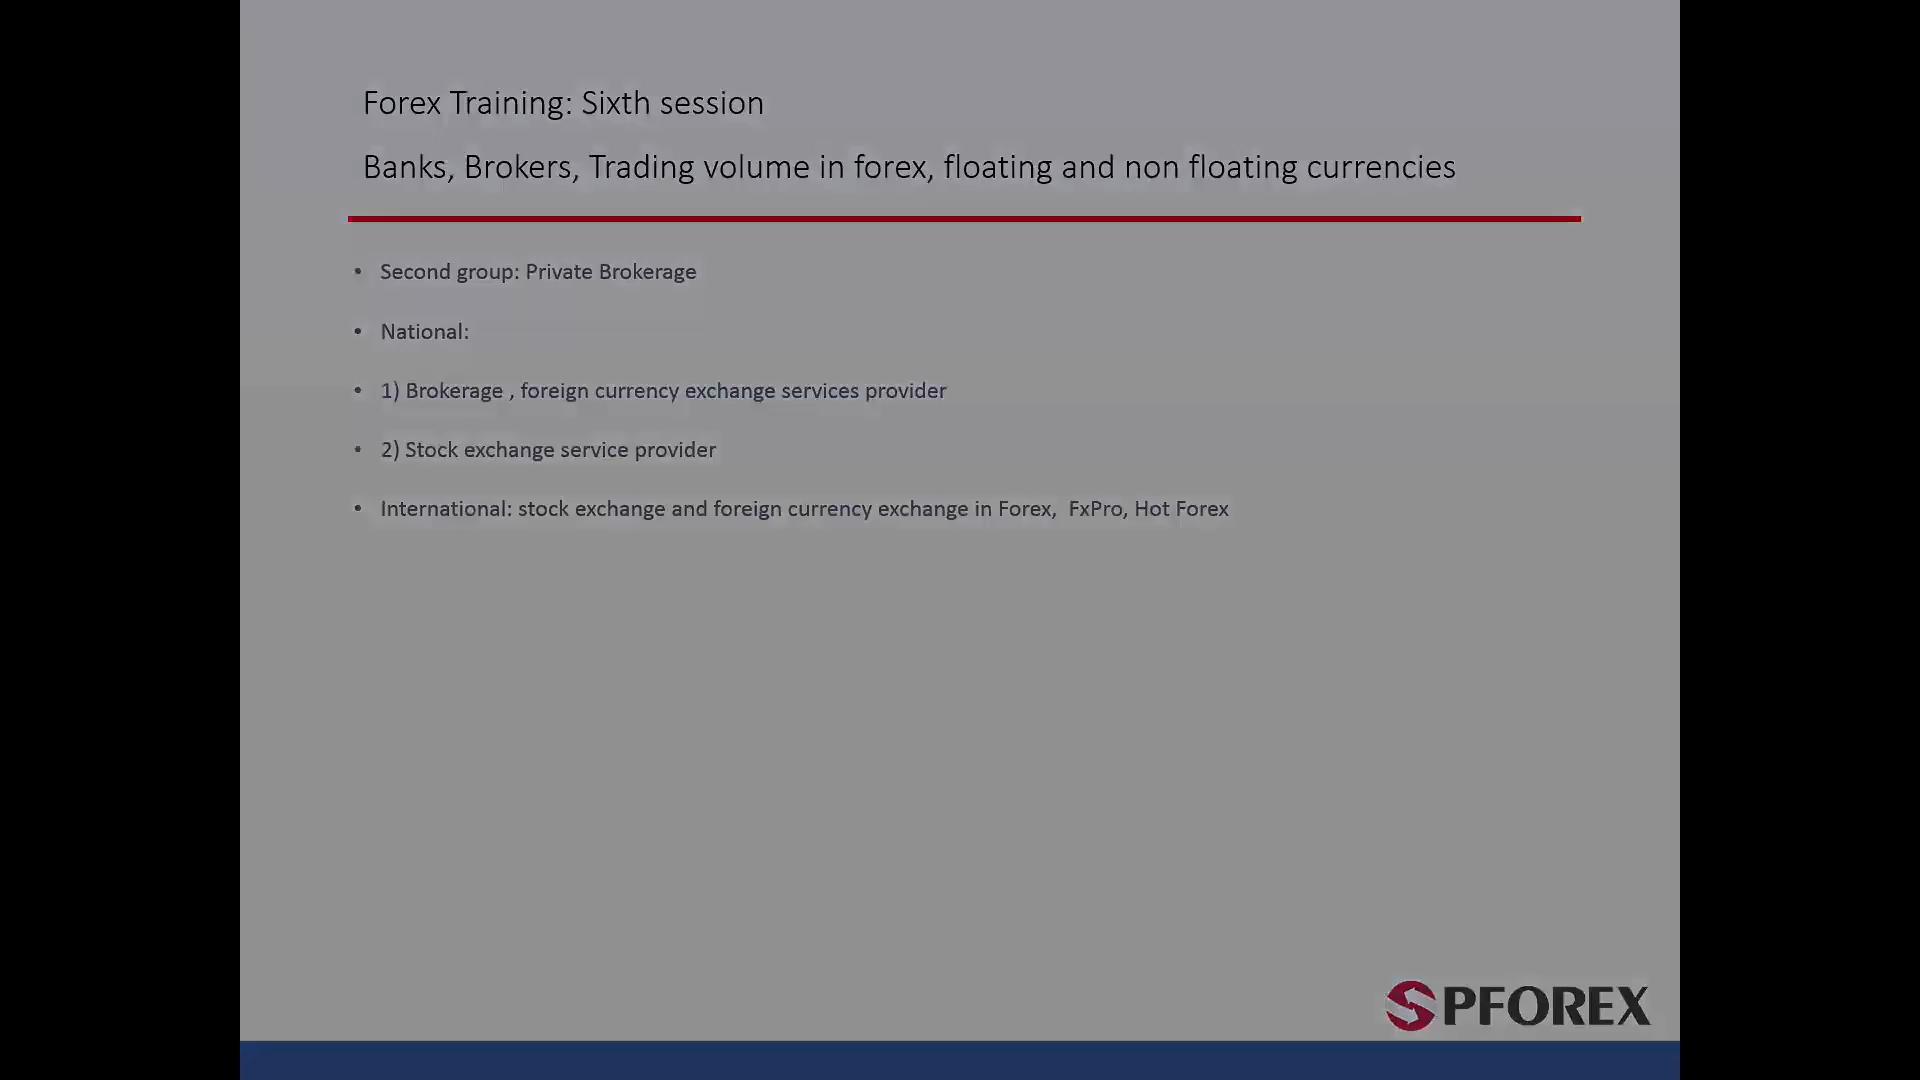 Forex Training: Sixth session
Banks, Brokers, Trading volume in forex, floating and non floating currencies
• Second group: Private Brokerage
• National:
• 1) Brokerage , foreign currency exchange services provider
• 2) Stock exchange service provider
• International: stock exchange and foreign currency exchange in Forex,  FxPro, Hot Forex
SPFOREX